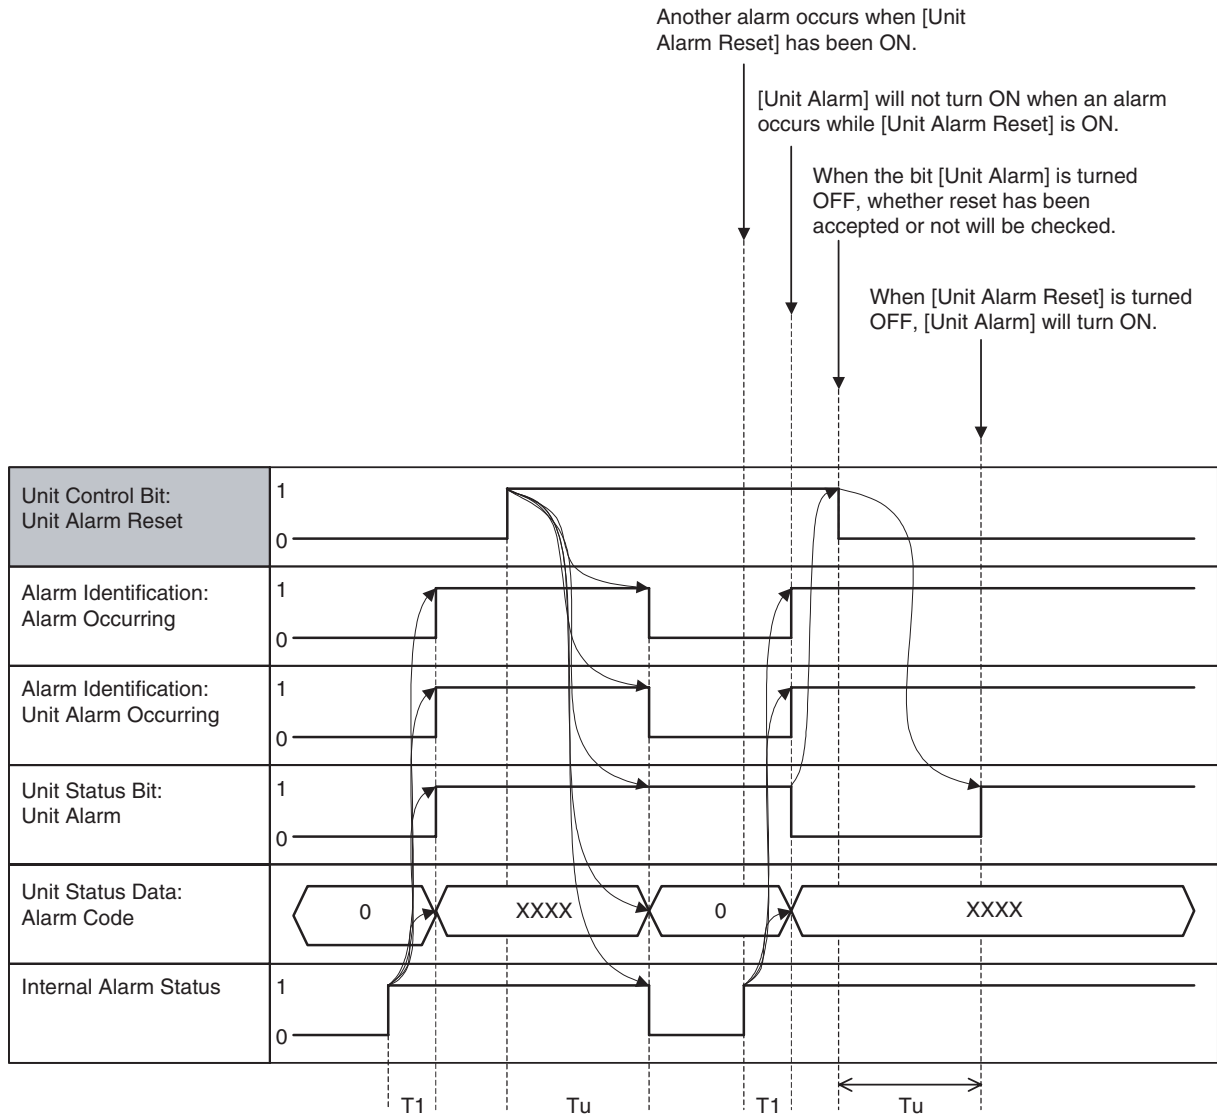 Another alarm occurs when [Unit
Alarm Reset] has been ON.
[Unit Alarm] will not turn ON when an alarm
occurs while [Unit Alarm Reset] is ON.
When the bit [Unit Alarm] is turned
OFF, whether reset has been
accepted or not will be checked.
When [Unit Alarm Reset] is turned
OFF, [Unit Alarm] will turn ON.
Unit Control Bit:
Unit Alarm Reset
1
0
Alarm Identification:
Alarm Occurring
1
0
Alarm Identification:
Unit Alarm Occurring
1
0
Unit Status Bit:
Unit Alarm
1
0
Unit Status Data:
Alarm Code
0 XXXX 0 XXXX
Internal Alarm Status
1
0
T1 Tu T1 Tu